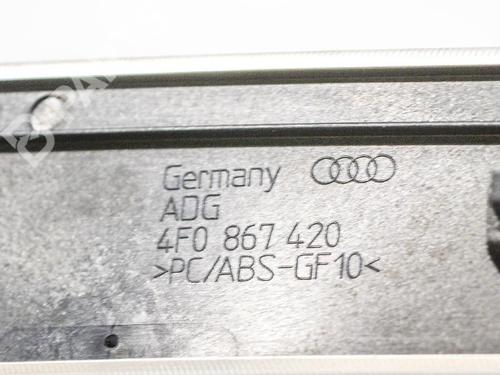 Germany
ADG
4F0 867 420
>PC/ABS-GF10<